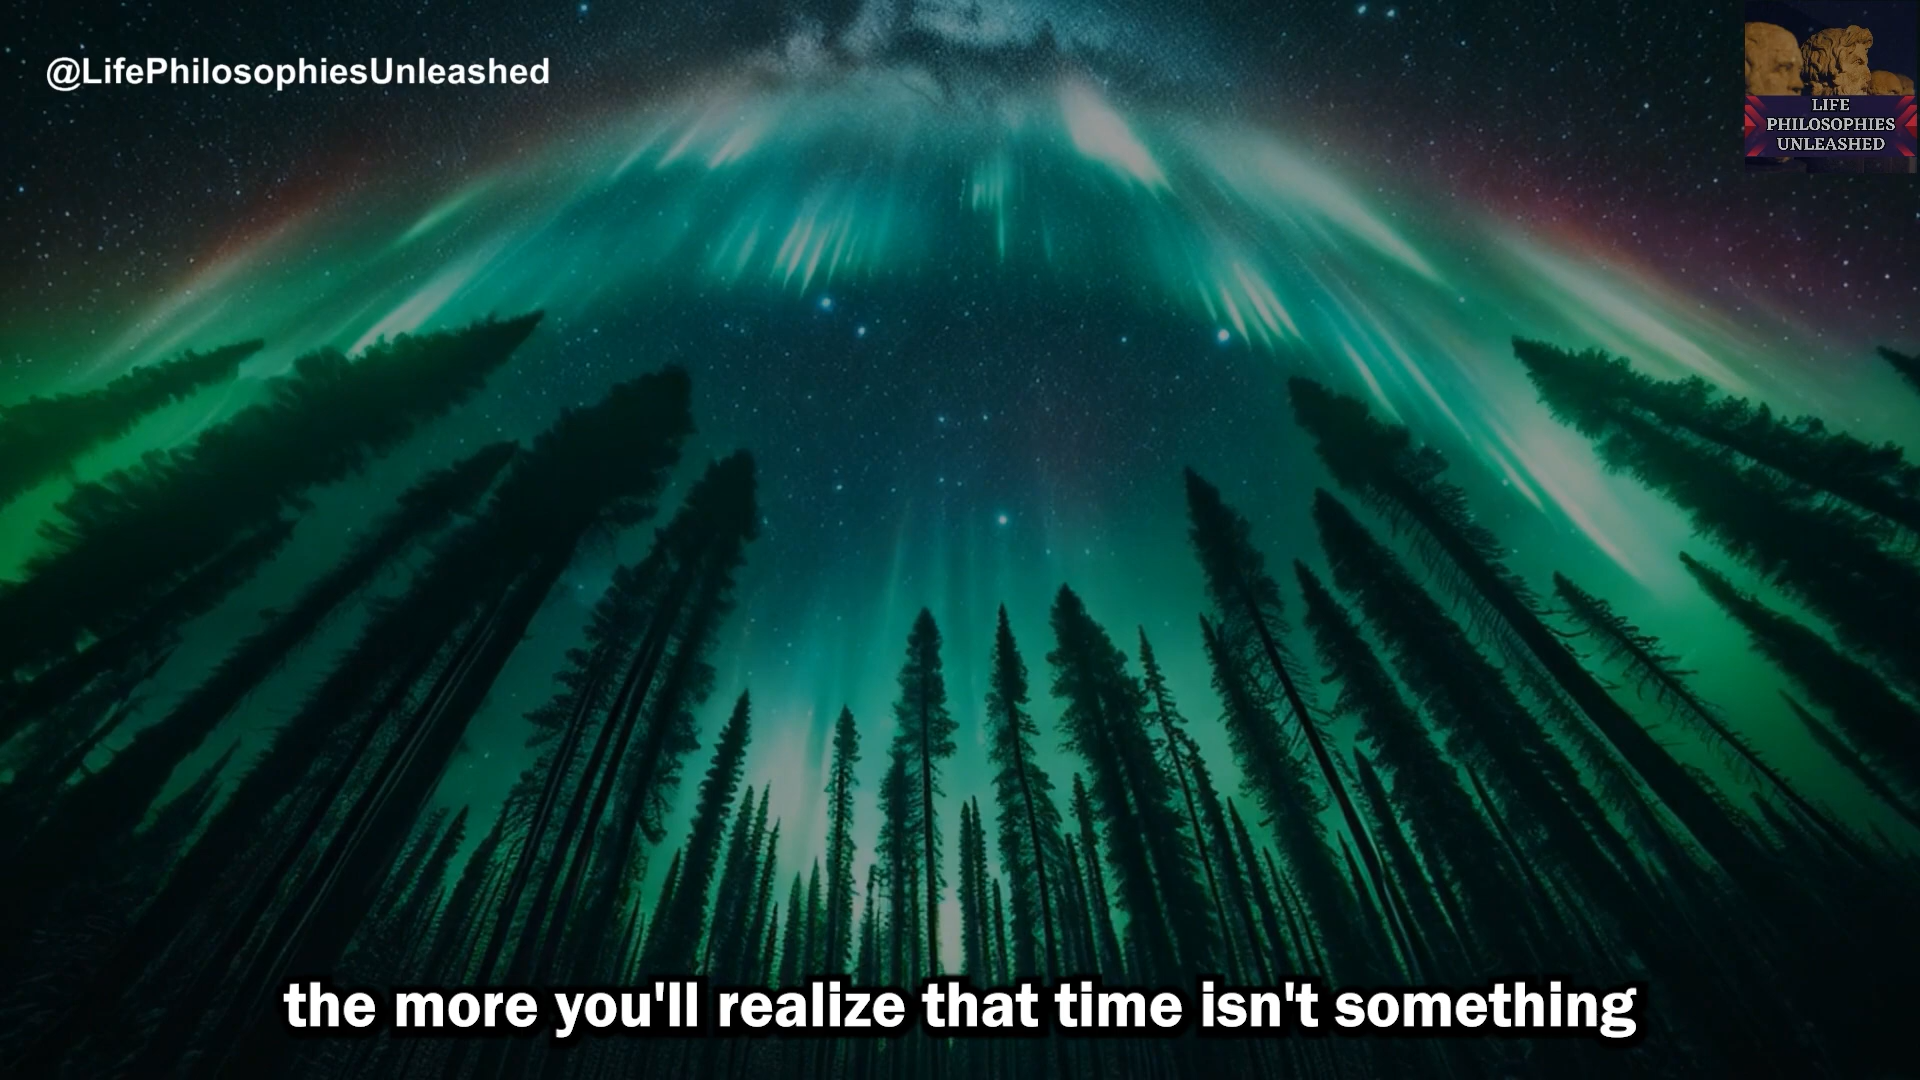 @LifePhilosophiesUnleashed
LIFE
PHILOSOPHIES
UNLEASHED
the more you'll realize that time isn't something